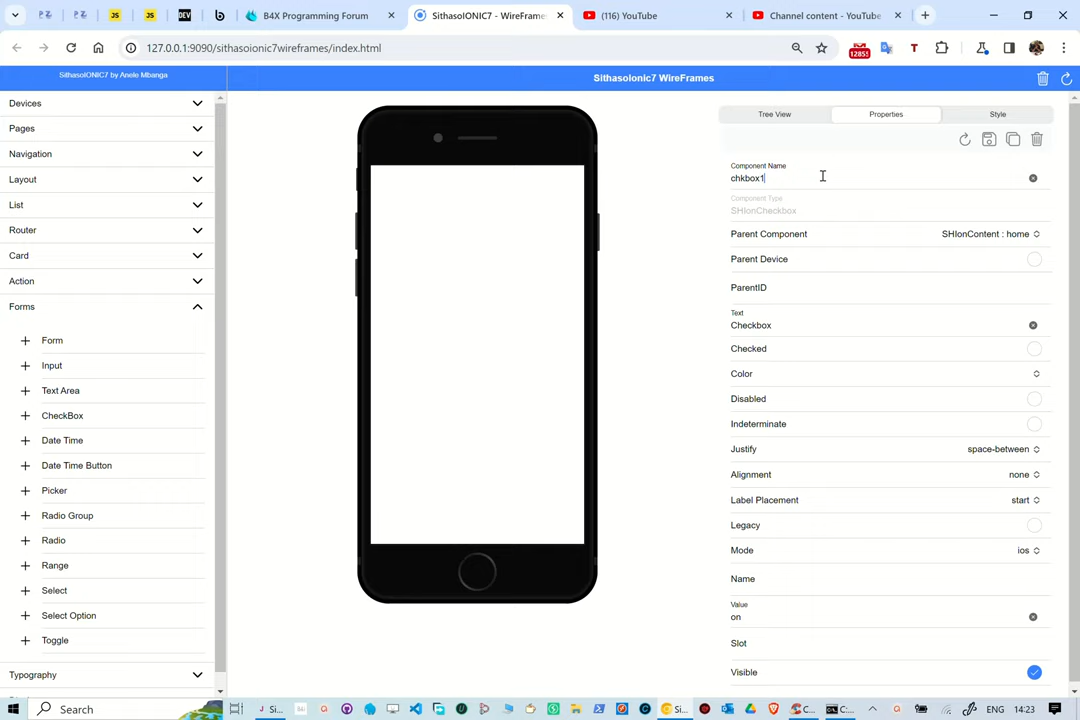 B4X Programming Forum
SithasoIONIC7 - WireFrames
(116) YouTube
Channel content - YouTube
127.0.0.1:9090/sithasoionic7wireframes/index.html
1285!
SithasoIONIC7 by Anele Mbanga
SithasoIonic7 WireFrames
Devices
Pages
Navigation
Layout
List
Router
Card
Action
Forms
Form
Input
Text Area
CheckBox
Date Time
Date Time Button
Picker
Radio Group
Radio
Range
Select
Select Option
Toggle
Typography
Tree View
Properties
Style
Component Name
chkbox1
Component Type
SHIonCheckbox
Parent Component
SHIonContent : home
Parent Device
ParentID
Text
Checkbox
Checked
Color
Disabled
Indeterminate
Justify
space-between
Alignment
none
Label Placement
start
Legacy
Mode
ios
Name
Value
on
Slot
Visible
Search
Si...
Si...
C...
C...
ENG
14:23